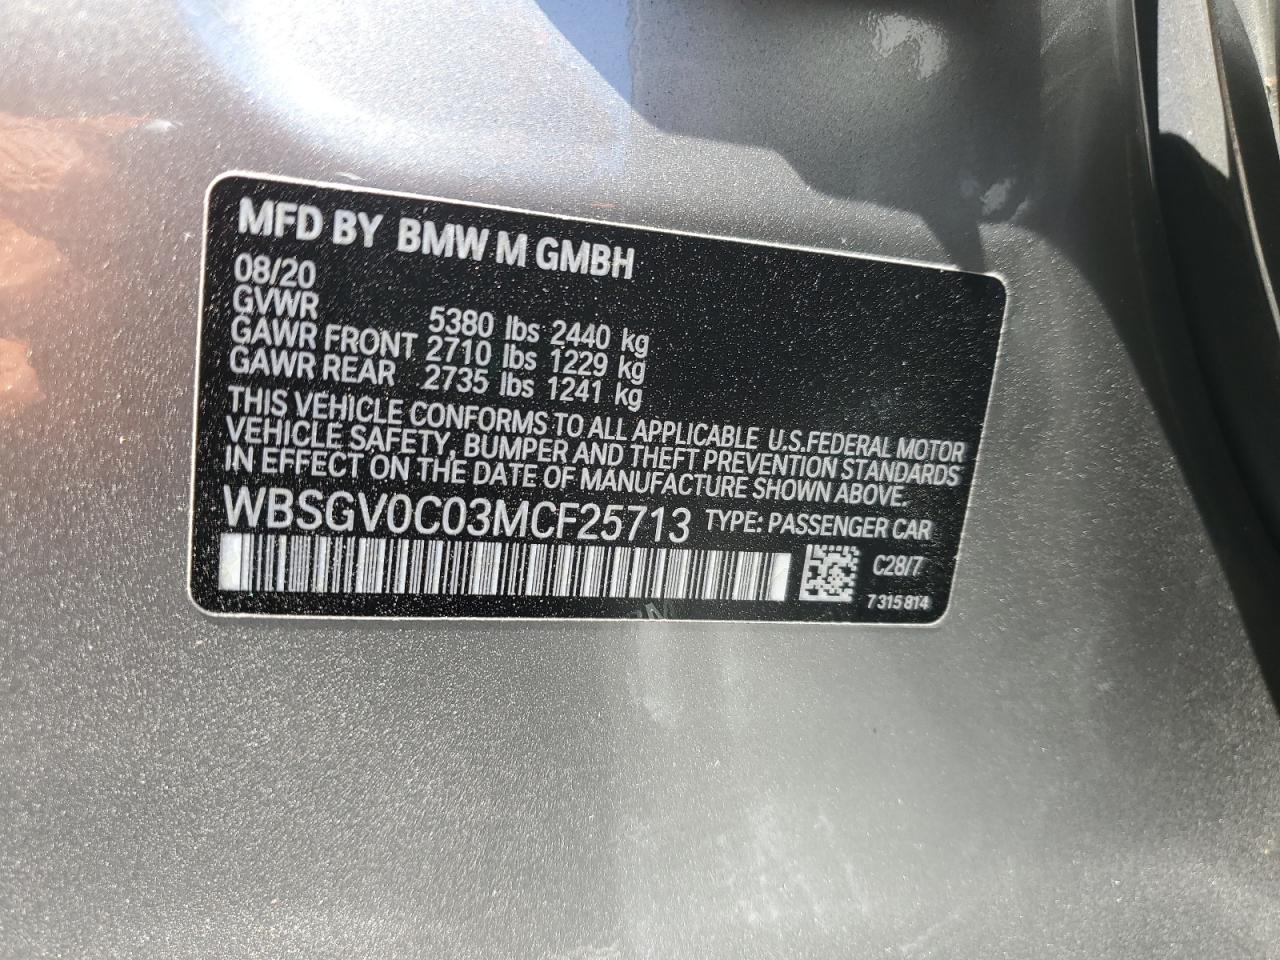 MFD BY BMW M GMBH
08/20
GVWR 5380 lbs 2440 kg
GAWR FRONT 2710 lbs 1229 kg
GAWR REAR 2735 lbs 1241 kg
THIS VEHICLE CONFORMS TO ALL APPLICABLE U.S.FEDERAL MOTOR
VEHICLE SAFETY, BUMPER AND THEFT PREVENTION STANDARDS
IN EFFECT ON THE DATE OF MANUFACTURE SHOWN ABOVE.
WBSGV0C03MCF25713 TYPE: PASSENGER CAR
C28/7
7 315 814